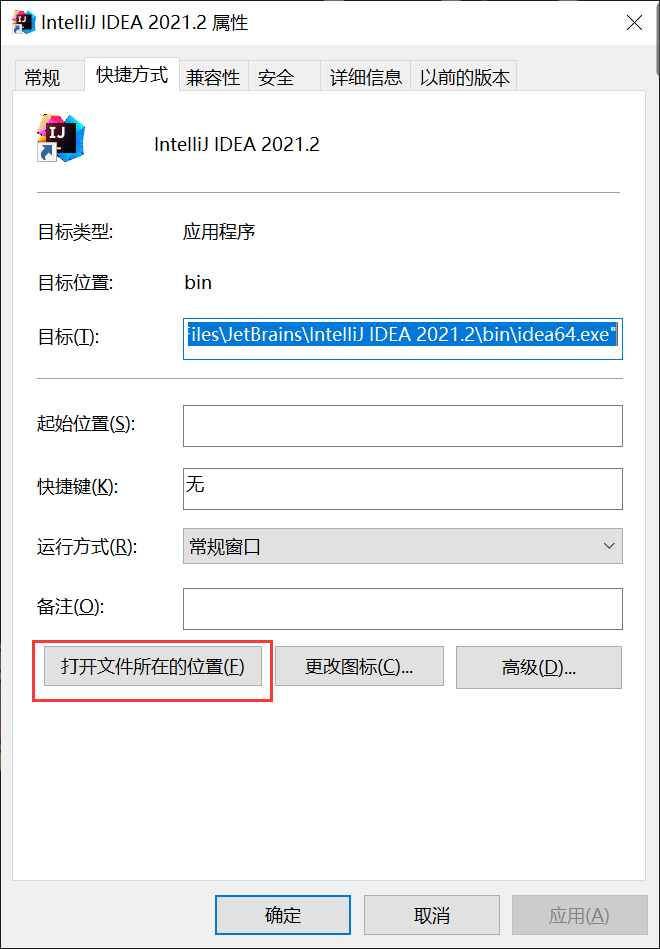 IntelliJ IDEA 2021.2 属性
常规 快捷方式 兼容性 安全 详细信息 以前的版本
IJ
IntelliJ IDEA 2021.2
目标类型: 应用程序
目标位置: bin
目标(T): Files\JetBrains\IntelliJ IDEA 2021.2\bin\idea64.exe"
起始位置(S):
快捷键(K): 无
运行方式(R): 常规窗口
备注(O):
打开文件所在的位置(F) 更改图标(C)... 高级(D)...
确定 取消 应用(A)